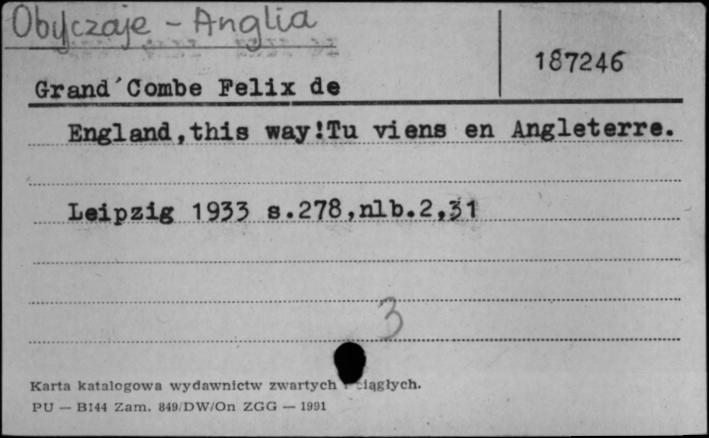 Obyczaje - Anglia
187246
Grand'Combe Felix de
England,this way!Tu viens en Angleterre.
Leipzig 1933 s.278,nlb.2,31
3
Karta katalogowa wydawnictw zwartych i ciągłych.
PU — B144 Zam. 849/DW/On ZGG — 1991